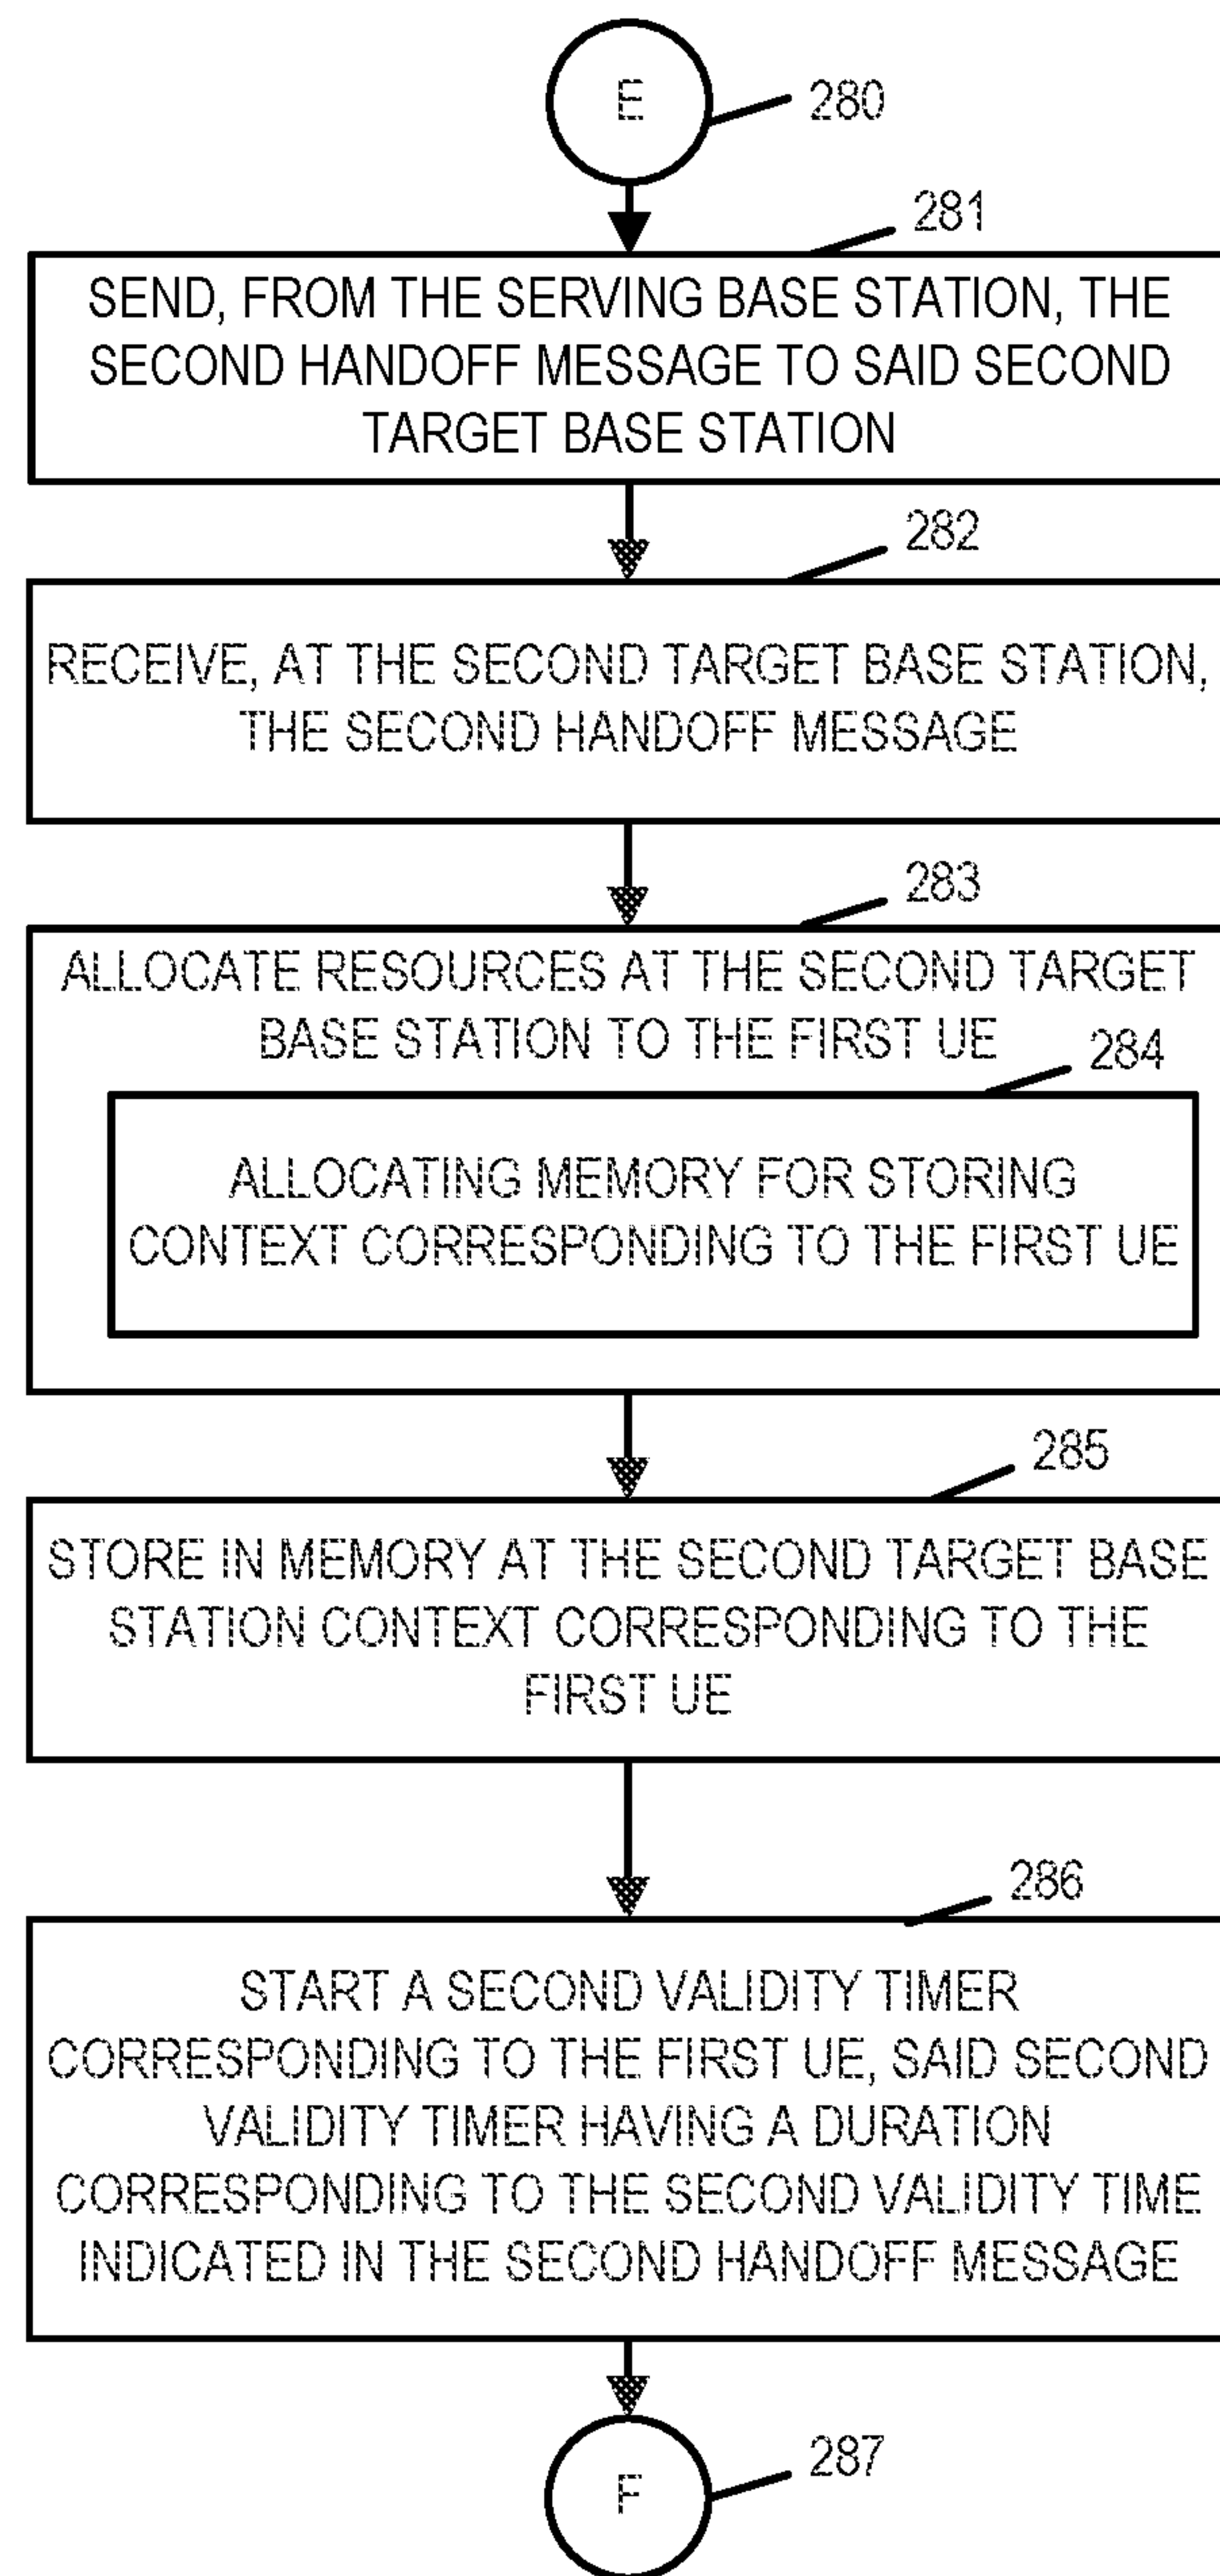 E
280
281
SEND, FROM THE SERVING BASE STATION, THE
SECOND HANDOFF MESSAGE TO SAID SECOND
TARGET BASE STATION
282
RECEIVE, AT THE SECOND TARGET BASE STATION,
THE SECOND HANDOFF MESSAGE
283
ALLOCATE RESOURCES AT THE SECOND TARGET
BASE STATION TO THE FIRST UE
284
ALLOCATING MEMORY FOR STORING
CONTEXT CORRESPONDING TO THE FIRST UE
285
STORE IN MEMORY AT THE SECOND TARGET BASE
STATION CONTEXT CORRESPONDING TO THE
FIRST UE
286
START A SECOND VALIDITY TIMER
CORRESPONDING TO THE FIRST UE, SAID SECOND
VALIDITY TIMER HAVING A DURATION
CORRESPONDING TO THE SECOND VALIDITY TIME
INDICATED IN THE SECOND HANDOFF MESSAGE
287
F